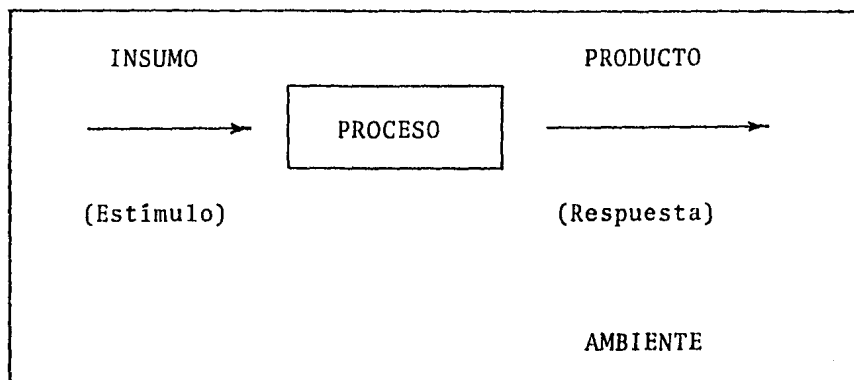 INSUMO PRODUCTO
PROCESO
(Estímulo) (Respuesta)
AMBIENTE